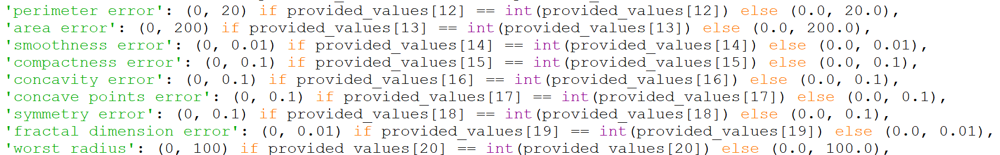 'perimeter error': (0, 20) if provided_values[12] == int(provided_values[12]) else (0.0, 20.0),
'area error': (0, 200) if provided_values[13] == int(provided_values[13]) else (0.0, 200.0),
'smoothness error': (0, 0.01) if provided_values[14] == int(provided_values[14]) else (0.0, 0.01),
'compactness error': (0, 0.1) if provided_values[15] == int(provided_values[15]) else (0.0, 0.1),
'concavity error': (0, 0.1) if provided_values[16] == int(provided_values[16]) else (0.0, 0.1),
'concave points error': (0, 0.1) if provided_values[17] == int(provided_values[17]) else (0.0, 0.1),
'symmetry error': (0, 0.1) if provided_values[18] == int(provided_values[18]) else (0.0, 0.1),
'fractal dimension error': (0, 0.01) if provided_values[19] == int(provided_values[19]) else (0.0, 0.01),
'worst radius': (0, 100) if provided_values[20] == int(provided_values[20]) else (0.0, 100.0),